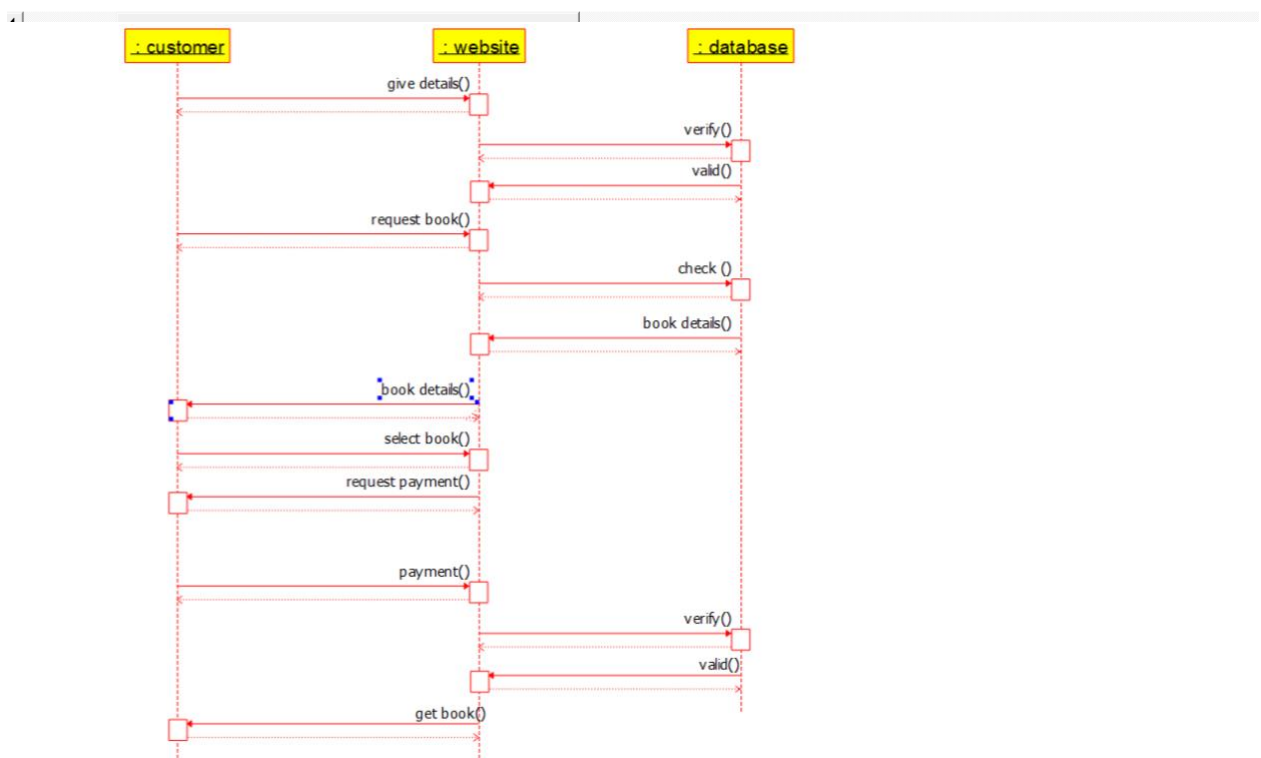 : customer
: website
: database
give details()
verify()
valid()
request book()
check ()
book details()
book details()
select book()
request payment()
payment()
verify()
valid()
get book()